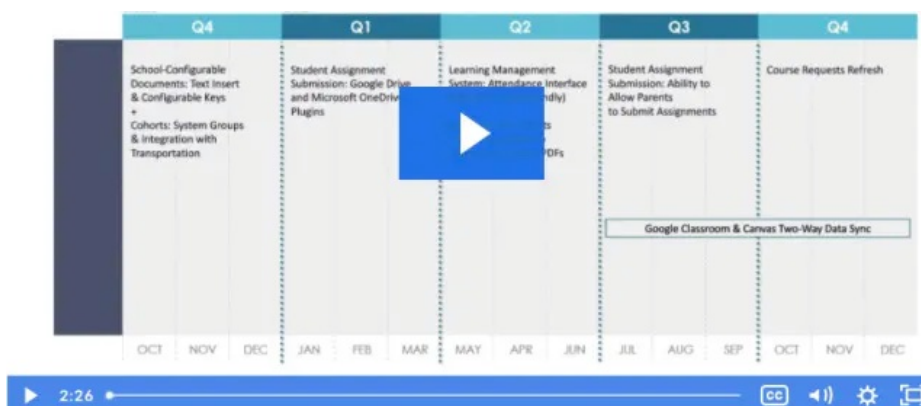 Q4 Q1 Q2 Q3 Q4
School-Configurable
Documents: Text Insert
& Configurable Keys
+
Cohorts: System Groups
& Integration with
Transportation
Student Assignment
Submission: Google Drive
and Microsoft OneDrive
Plugins
Learning Management
System: Attendance Interface
PDFs
Student Assignment
Submission: Ability to
Allow Parents
to Submit Assignments
Course Requests Refresh
Google Classroom & Canvas Two-Way Data Sync
OCT NOV DEC JAN FEB MAR MAY APR JUN JUL AUG SEP OCT NOV DEC
2:26 CC